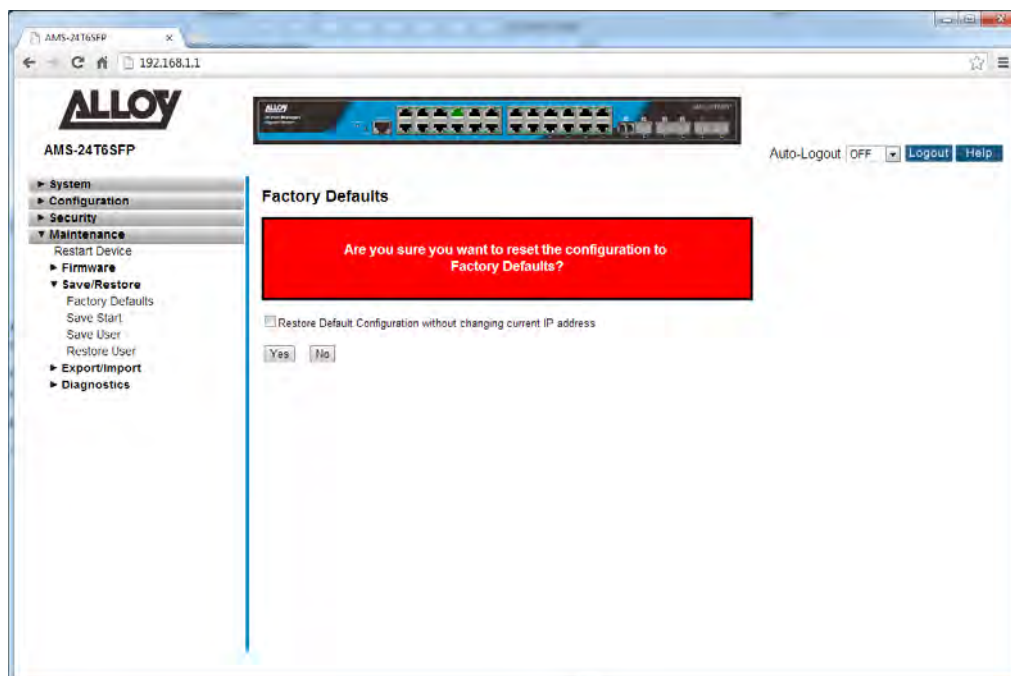 AMS-24T6SFP
192.168.1.1
ALLOY
AMS-24T6SFP
ALLOY
Auto-Logout OFF Logout Help
System
Configuration
Security
Maintenance
Restart Device
Firmware
Save/Restore
Factory Defaults
Save Start
Save User
Restore User
Export/Import
Diagnostics
Factory Defaults
Are you sure you want to reset the configuration to
Factory Defaults?
Restore Default Configuration without changing current IP address
Yes No